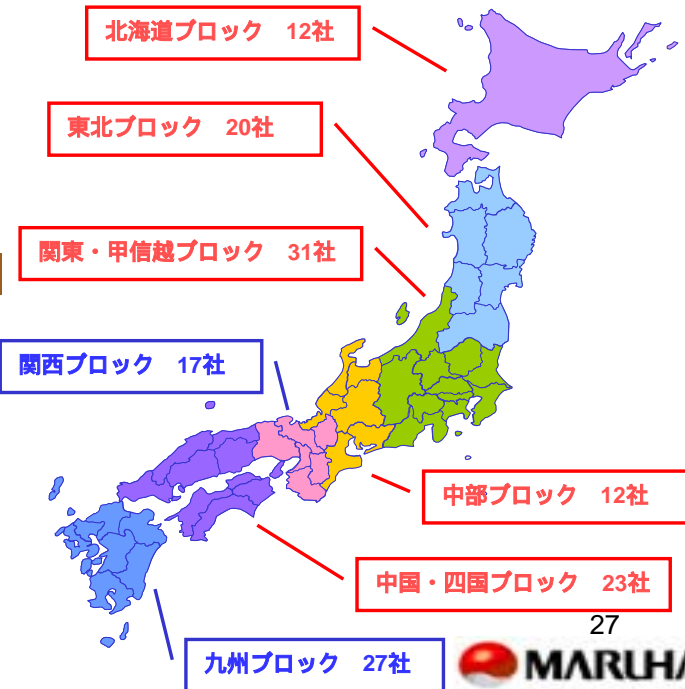 北海道ブロック　12社
東北ブロック　20社
関東・甲信越ブロック　31社
関西ブロック　17社
中部ブロック　12社
中国・四国ブロック　23社
九州ブロック　27社
27
MARUHA